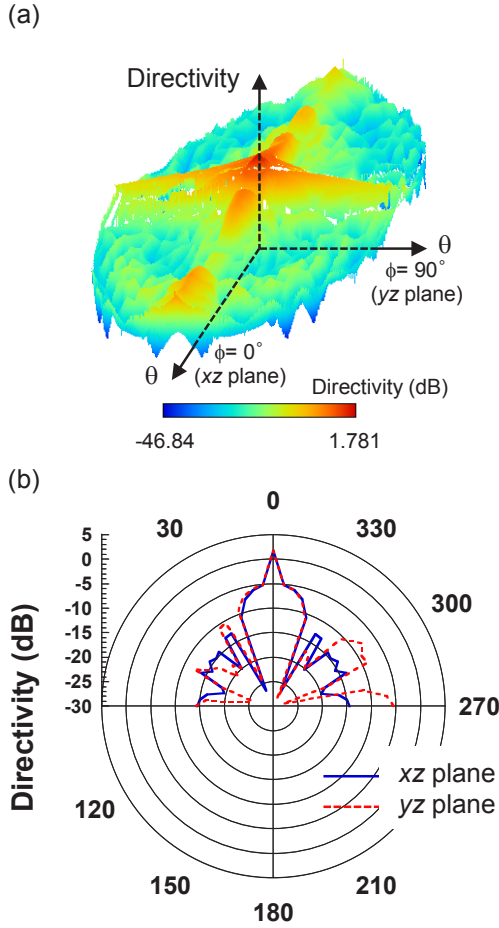 (a)
Directivity
θ
ϕ= 90°
(yz plane)
ϕ= 0°
(xz plane)
θ
Directivity (dB)
-46.84
1.781
(b)
0
30
330
300
270
120
150
210
180
5
0
-5
-10
-15
-20
-25
-30
Directivity (dB)
xz plane
yz plane